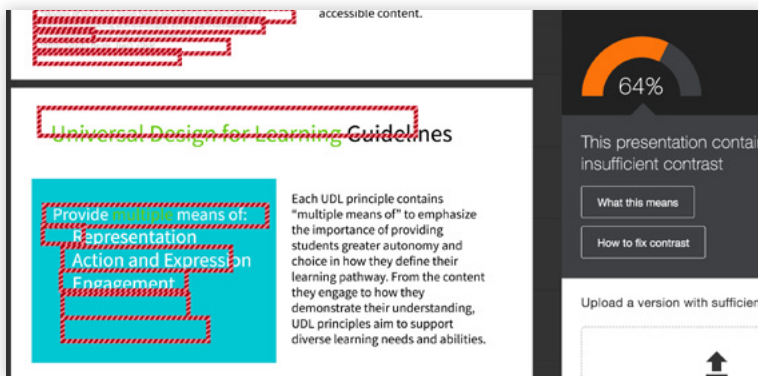 accessible content.
Universal Design for Learning Guidelines
Provide multiple means of:
Representation
Action and Expression
Engagement
Each UDL principle contains
"multiple means of" to emphasize
the importance of providing
students greater autonomy and
choice in how they define their
learning pathway. From the content
they engage to how they
demonstrate their understanding,
UDL principles aim to support
diverse learning needs and abilities.
64%
This presentation contain
insufficient contrast
What this means
How to fix contrast
Upload a version with sufficien